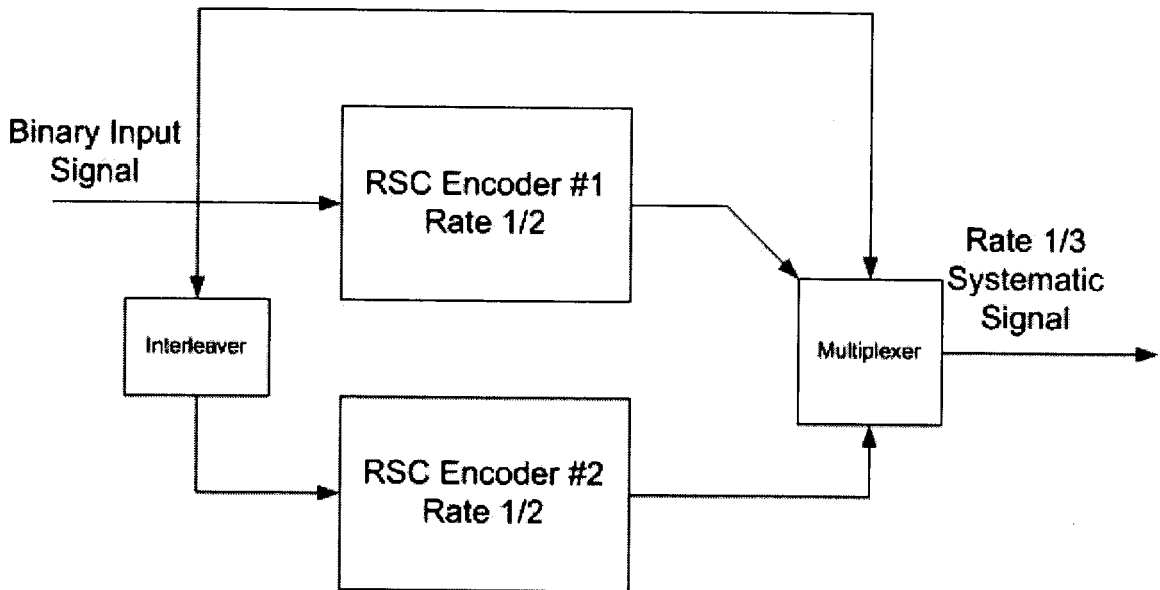 Binary Input
Signal
RSC Encoder #1
Rate 1/2
Rate 1/3
Systematic
Signal
Interleaver
Multiplexer
RSC Encoder #2
Rate 1/2